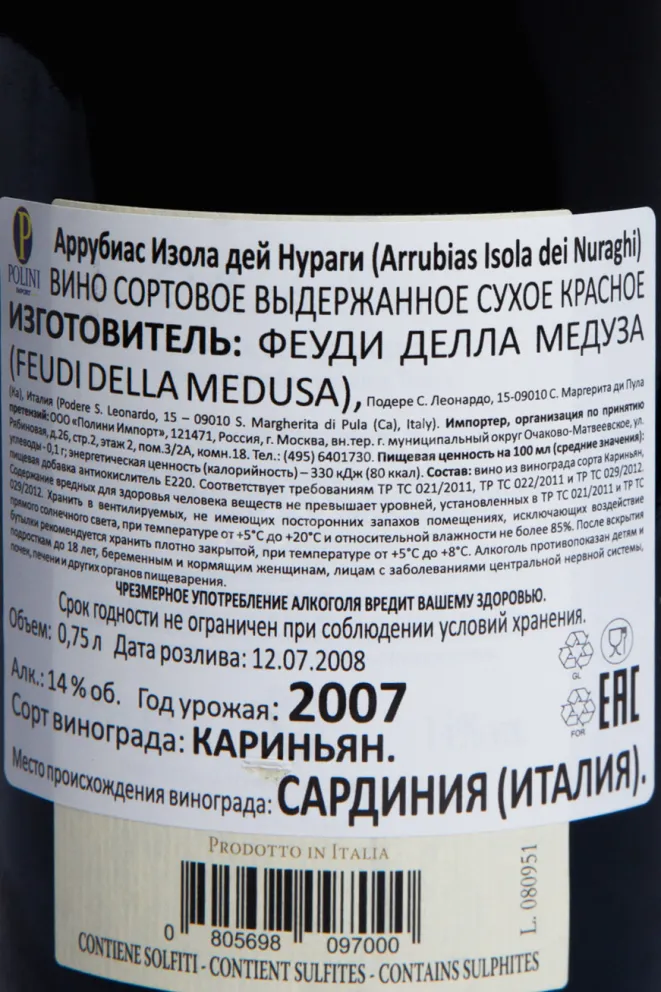 P
POLINI
IMPORT
Аррубиас Изола дей Нураги (Arrubias Isola dei Nuraghi)
ВИНО СОРТОВОЕ ВЫДЕРЖАННОЕ СУХОЕ КРАСНОЕ
ИЗГОТОВИТЕЛЬ: ФЕУДИ ДЕЛЛА МЕДУЗА
(FEUDI DELLA MEDUSA), Подере С. Леонардо, 15-09010 С. Маргерита ди Пула
(Ка), Италия (Podere S. Leonardo, 15 – 09010 S. Margherita di Pula (Ca), Italy). Импортер, организация по принятию
претензий: ООО «Полини Импорт», 121471, Россия, г. Москва, вн.тер. г. муниципальный округ Очаково-Матвеевское, ул.
Рябиновая, д.26, стр.2, этаж 2, пом.3/2А, комн.18. Тел.: (495) 6401730. Пищевая ценность на 100 мл (средние значения):
углеводы - 0,1 г; энергетическая ценность (калорийность) – 330 кДж (80 ккал). Состав: вино из винограда сорта Кариньян,
пищевая добавка антиокислитель Е220. Соответствует требованиям ТР ТС 021/2011, ТР ТС 022/2011 и ТР ТС 029/2012.
Содержание вредных для здоровья человека веществ не превышает уровней, установленных в ТР ТС 021/2011 и ТР ТС
029/2012. Хранить в вентилируемых, не имеющих посторонних запахов помещениях, исключающих воздействие
прямого солнечного света, при температуре от +5°С до +20°С и относительной влажности не более 85%. После вскрытия
бутылки рекомендуется хранить плотно закрытой, при температуре от +5°С до +8°С. Алкоголь противопоказан детям и
подросткам до 18 лет, беременным и кормящим женщинам, лицам с заболеваниями центральной нервной системы,
почек, печени и других органов пищеварения.
ЧРЕЗМЕРНОЕ УПОТРЕБЛЕНИЕ АЛКОГОЛЯ ВРЕДИТ ВАШЕМУ ЗДОРОВЬЮ.
Срок годности не ограничен при соблюдении условий хранения.
Объем: 0,75 л Дата розлива: 12.07.2008
Алк.: 14 % об. Год урожая: 2007
Сорт винограда: КАРИНЬЯН.
Место происхождения винограда: САРДИНИЯ (ИТАЛИЯ).
GL
FOR
EAC
PRODOTTO IN ITALIA
0 805698 097000
L. 080951
CONTIENE SOLFITI - CONTIENT SULFITES - CONTAINS SULPHITES